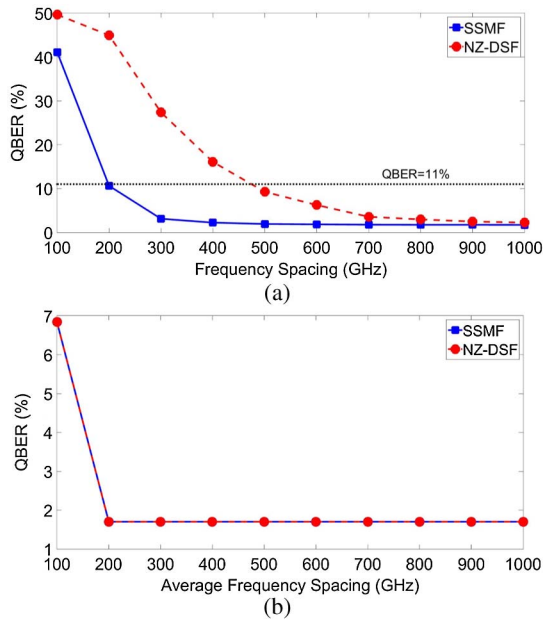 50
40
30
20
10
0
QBER (%)
SSMF
NZ-DSF
QBER=11%
100 200 300 400 500 600 700 800 900 1000
Frequency Spacing (GHz)
(a)
7
6
5
4
3
2
1
QBER (%)
SSMF
NZ-DSF
100 200 300 400 500 600 700 800 900 1000
Average Frequency Spacing (GHz)
(b)